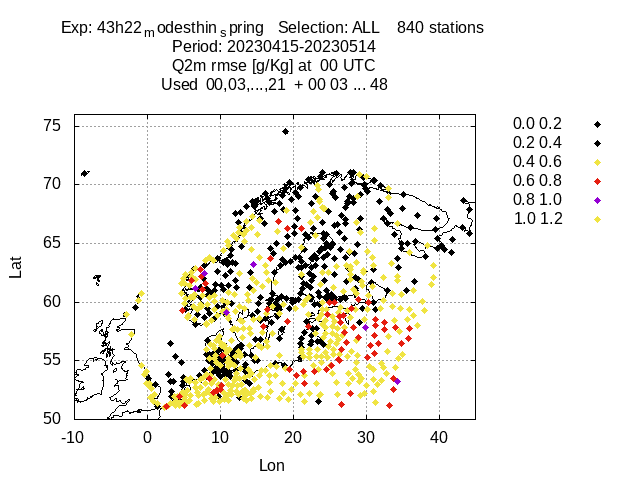 Exp: 43h22modesthinspring Selection: ALL 840 stations
Period: 20230415-20230514
Q2m rmse [g/Kg] at 00 UTC
Used 00,03,...,21 + 00 03 ... 48
0.0 0.2
0.2 0.4
0.4 0.6
0.6 0.8
0.8 1.0
1.0 1.2
75
70
65
60
55
50
Lat
-10 0 10 20 30 40
Lon